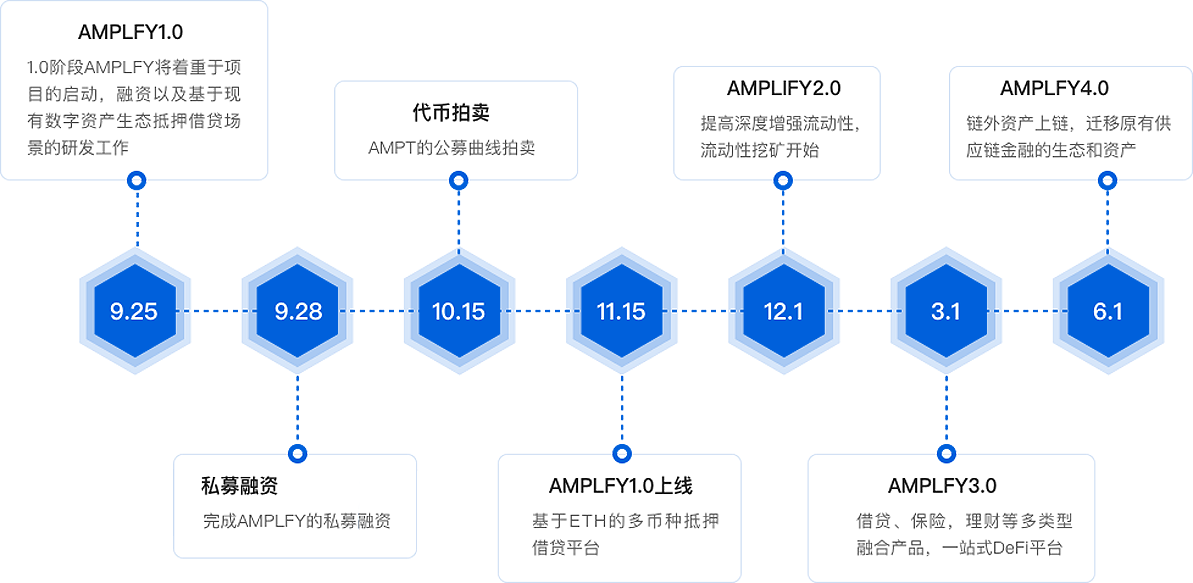 AMPLFY1.0
1.0阶段AMPLFY将着重于项
目的启动，融资以及基于现
有数字资产生态抵押借贷场
景的研发工作
代币拍卖
AMPT的公募曲线拍卖
AMPLIFY2.0
提高深度增强流动性，
流动性挖矿开始
AMPLFY4.0
链外资产上链，迁移原有供
应链金融的生态和资产
9.25
9.28
10.15
11.15
12.1
3.1
6.1
私募融资
完成AMPLFY的私募融资
AMPLFY1.0上线
基于ETH的多币种抵押
借贷平台
AMPLFY3.0
借贷、保险，理财等多类型
融合产品，一站式DeFi平台